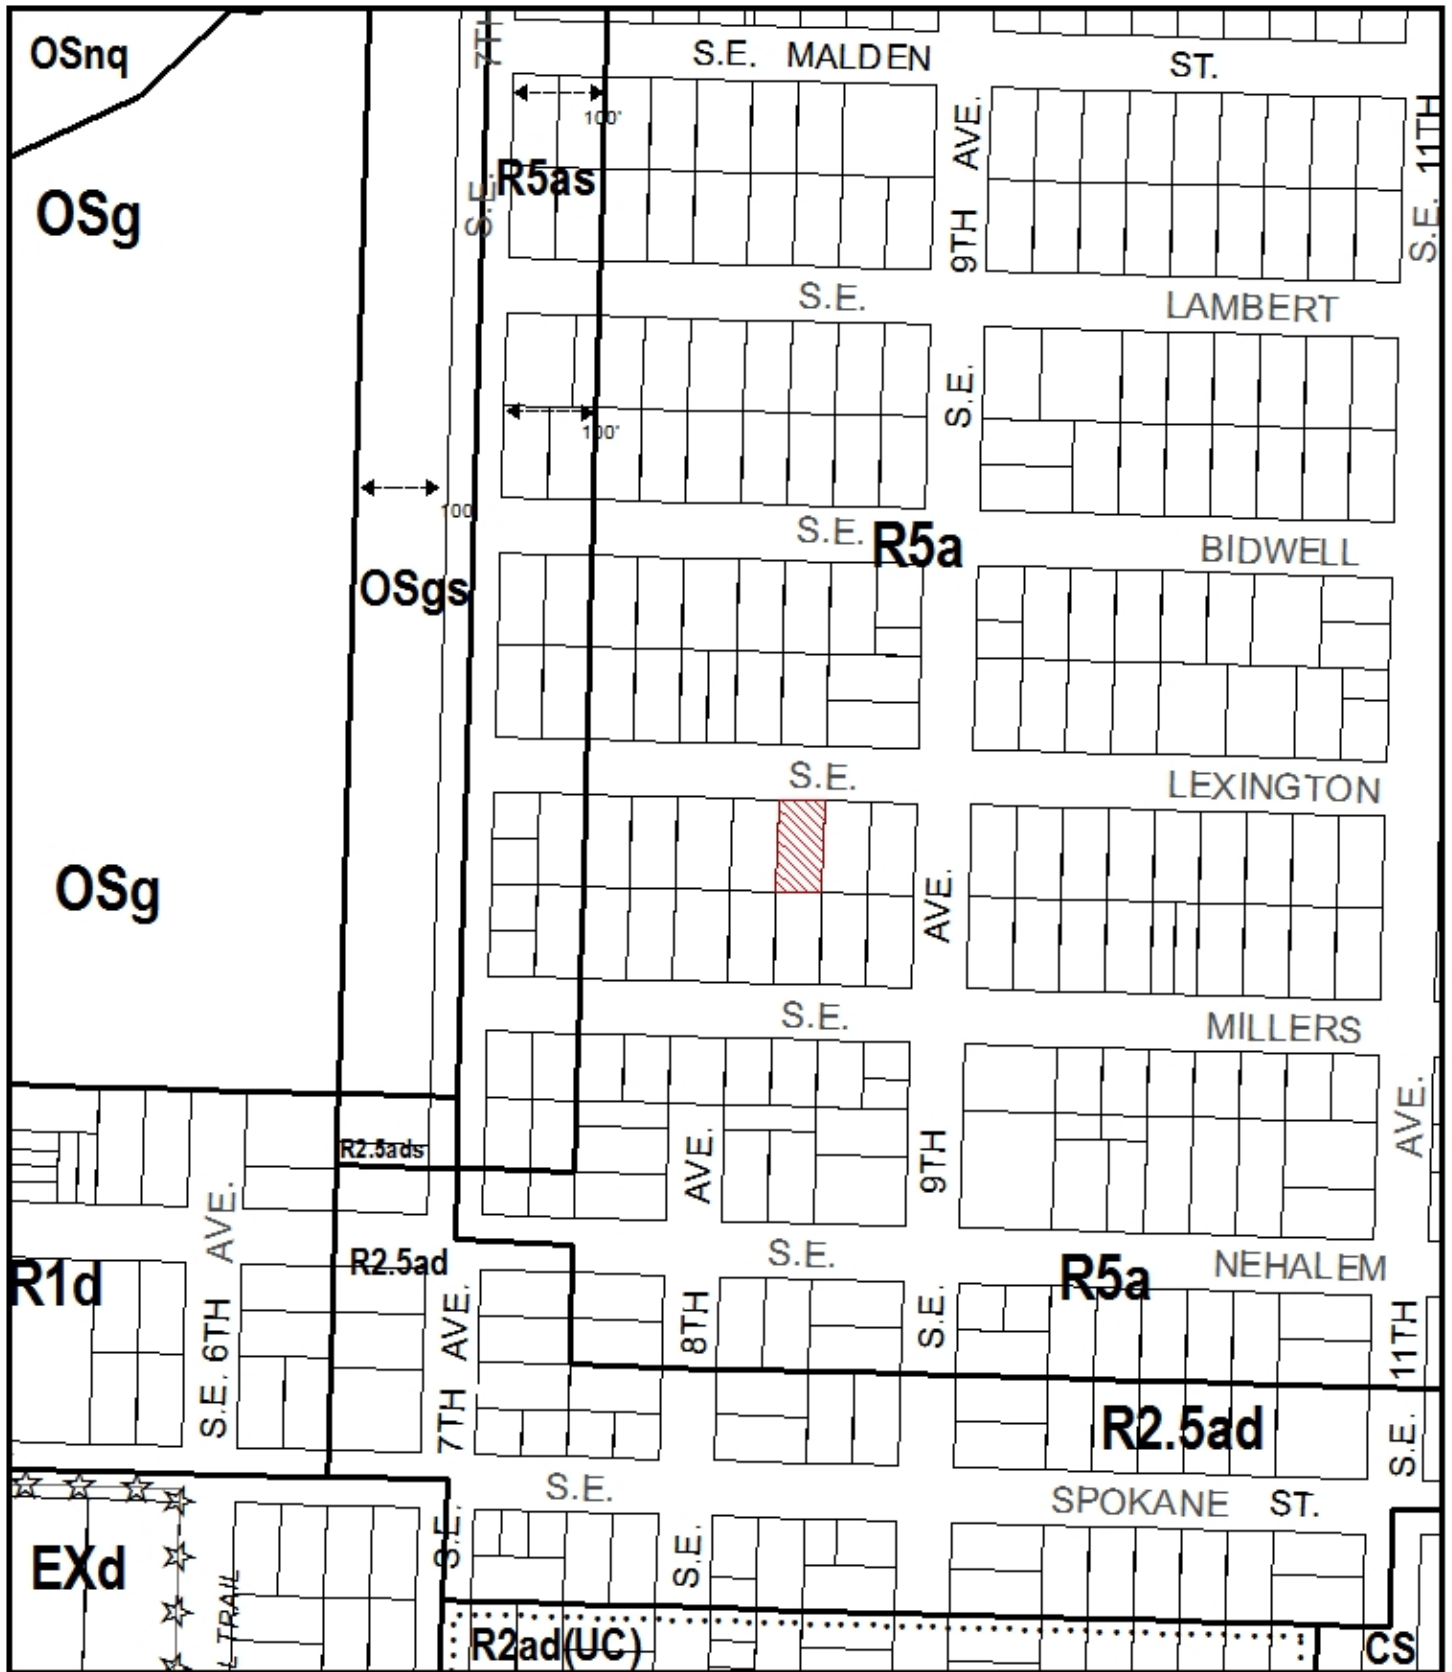 OSnq
7TH
S.E. MALDEN ST.
100'
AVE.
11TH
OSg
R5as
S.E.
9TH
S.E.
S.E. LAMBERT
S.E.
100'
100
S.E.
R5a
BIDWELL
OSgs
S.E. LEXINGTON
OSg
AVE.
S.E. MILLERS
R2.5ads
AVE.
AVE.
9TH
AVE.
R2.5ad
S.E. NEHALEM
R1d
R5a
S.E. 6TH
AVE.
8TH
S.E.
11TH
7TH
R2.5ad
S.E.
S.E. SPOKANE ST.
EXd
S.E.
S.E.
L TRAIL
R2ad(UC)
CS